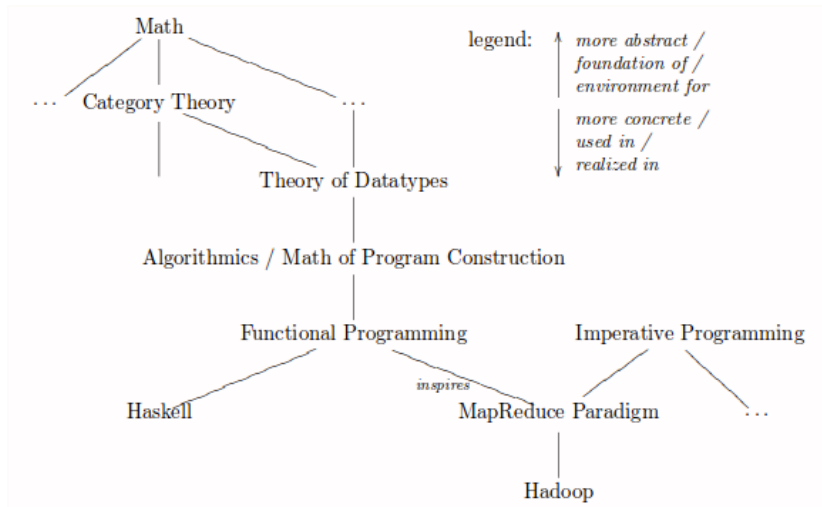 Math
legend:
more abstract /
foundation of /
environment for
... Category Theory ...
more concrete /
used in /
realized in
Theory of Datatypes
Algorithmics / Math of Program Construction
Functional Programming Imperative Programming
inspires
Haskell MapReduce Paradigm ...
Hadoop